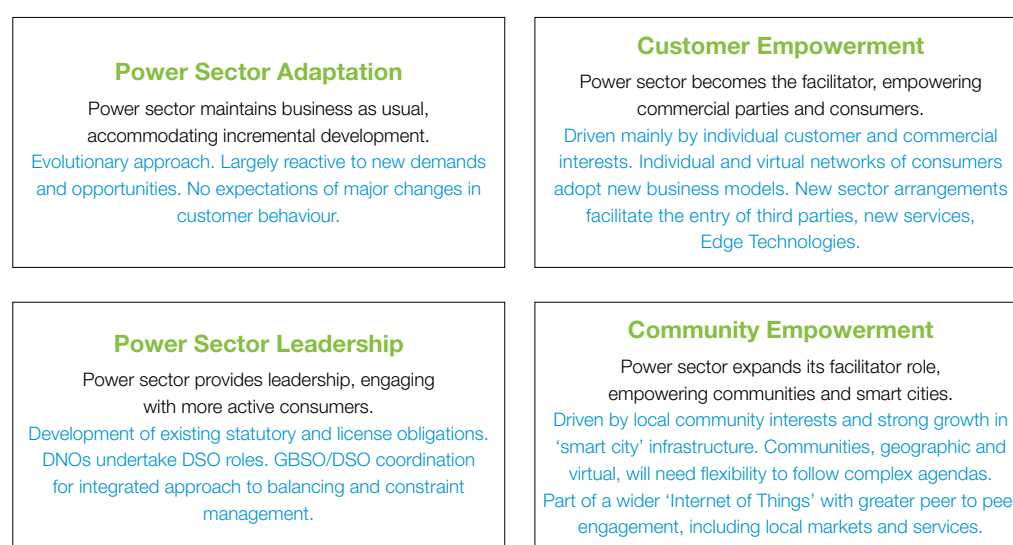 Power Sector Adaptation
Power sector maintains business as usual,
accommodating incremental development.
Evolutionary approach. Largely reactive to new demands
and opportunities. No expectations of major changes in
customer behaviour.
Customer Empowerment
Power sector becomes the facilitator, empowering
commercial parties and consumers.
Driven mainly by individual customer and commercial
interests. Individual and virtual networks of consumers
adopt new business models. New sector arrangements
facilitate the entry of third parties, new services,
Edge Technologies.
Power Sector Leadership
Power sector provides leadership, engaging
with more active consumers.
Development of existing statutory and license obligations.
DNOs undertake DSO roles. GBSO/DSO coordination
for integrated approach to balancing and constraint
management.
Community Empowerment
Power sector expands its facilitator role,
empowering communities and smart cities.
Driven by local community interests and strong growth in
‘smart city’ infrastructure. Communities, geographic and
virtual, will need flexibility to follow complex agendas.
Part of a wider ‘Internet of Things’ with greater peer to pee
engagement, including local markets and services.